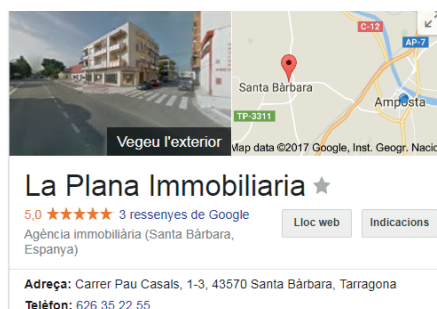 C-12
AP-7
Santa Bàrbara
Amposta
TP-3311
Vegeu l'exterior
Map data ©2017 Google, Inst. Geogr. Nacio
La Plana Immobiliaria
5,0 ★★★★★ 3 ressenyes de Google
Agència immobiliària (Santa Bàrbara,
Espanya)
Lloc web
Indicacions
Adreça: Carrer Pau Casals, 1-3, 43570 Santa Bàrbara, Tarragona
Telèfon: 626 35 22 55